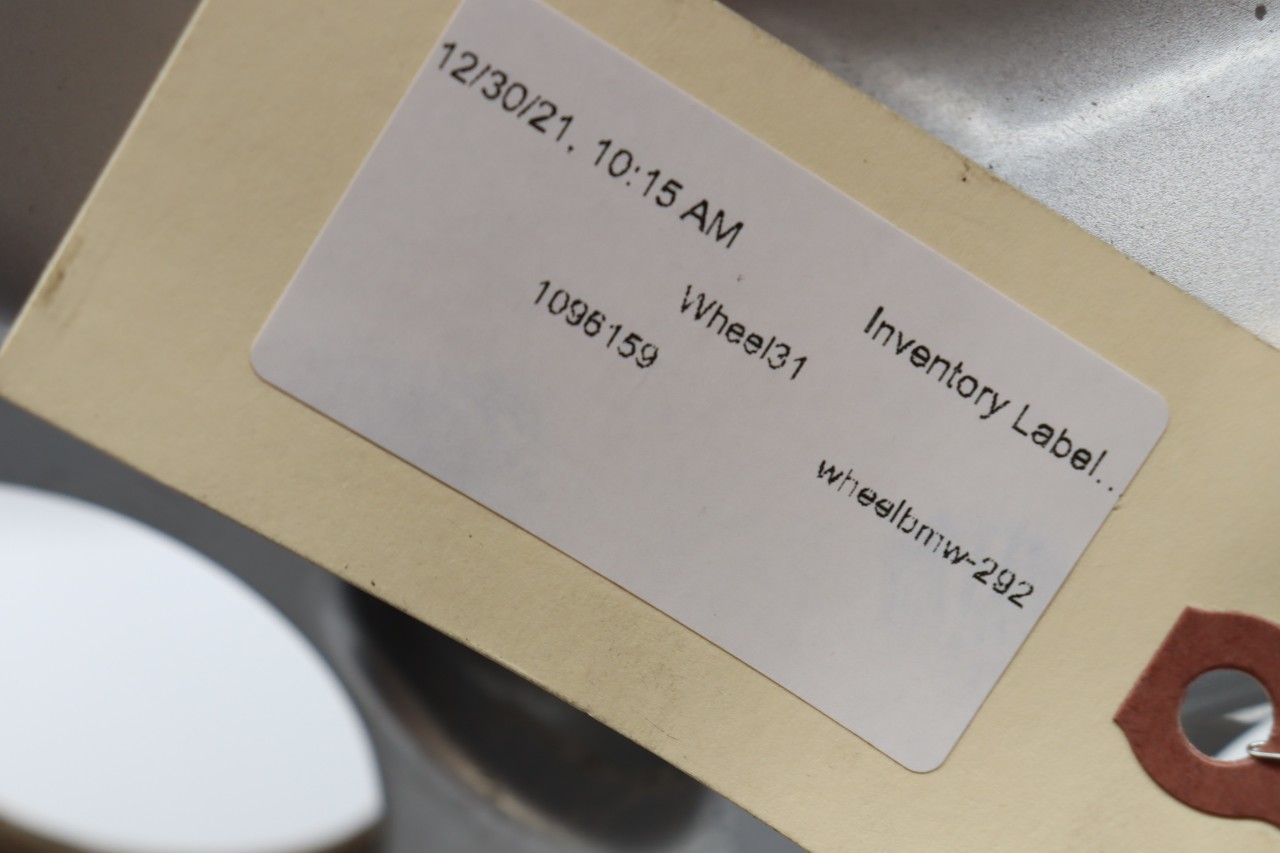 12/30/21, 10:15 AM
Inventory Label..
1096159
Wheel31
wheelbmw-292